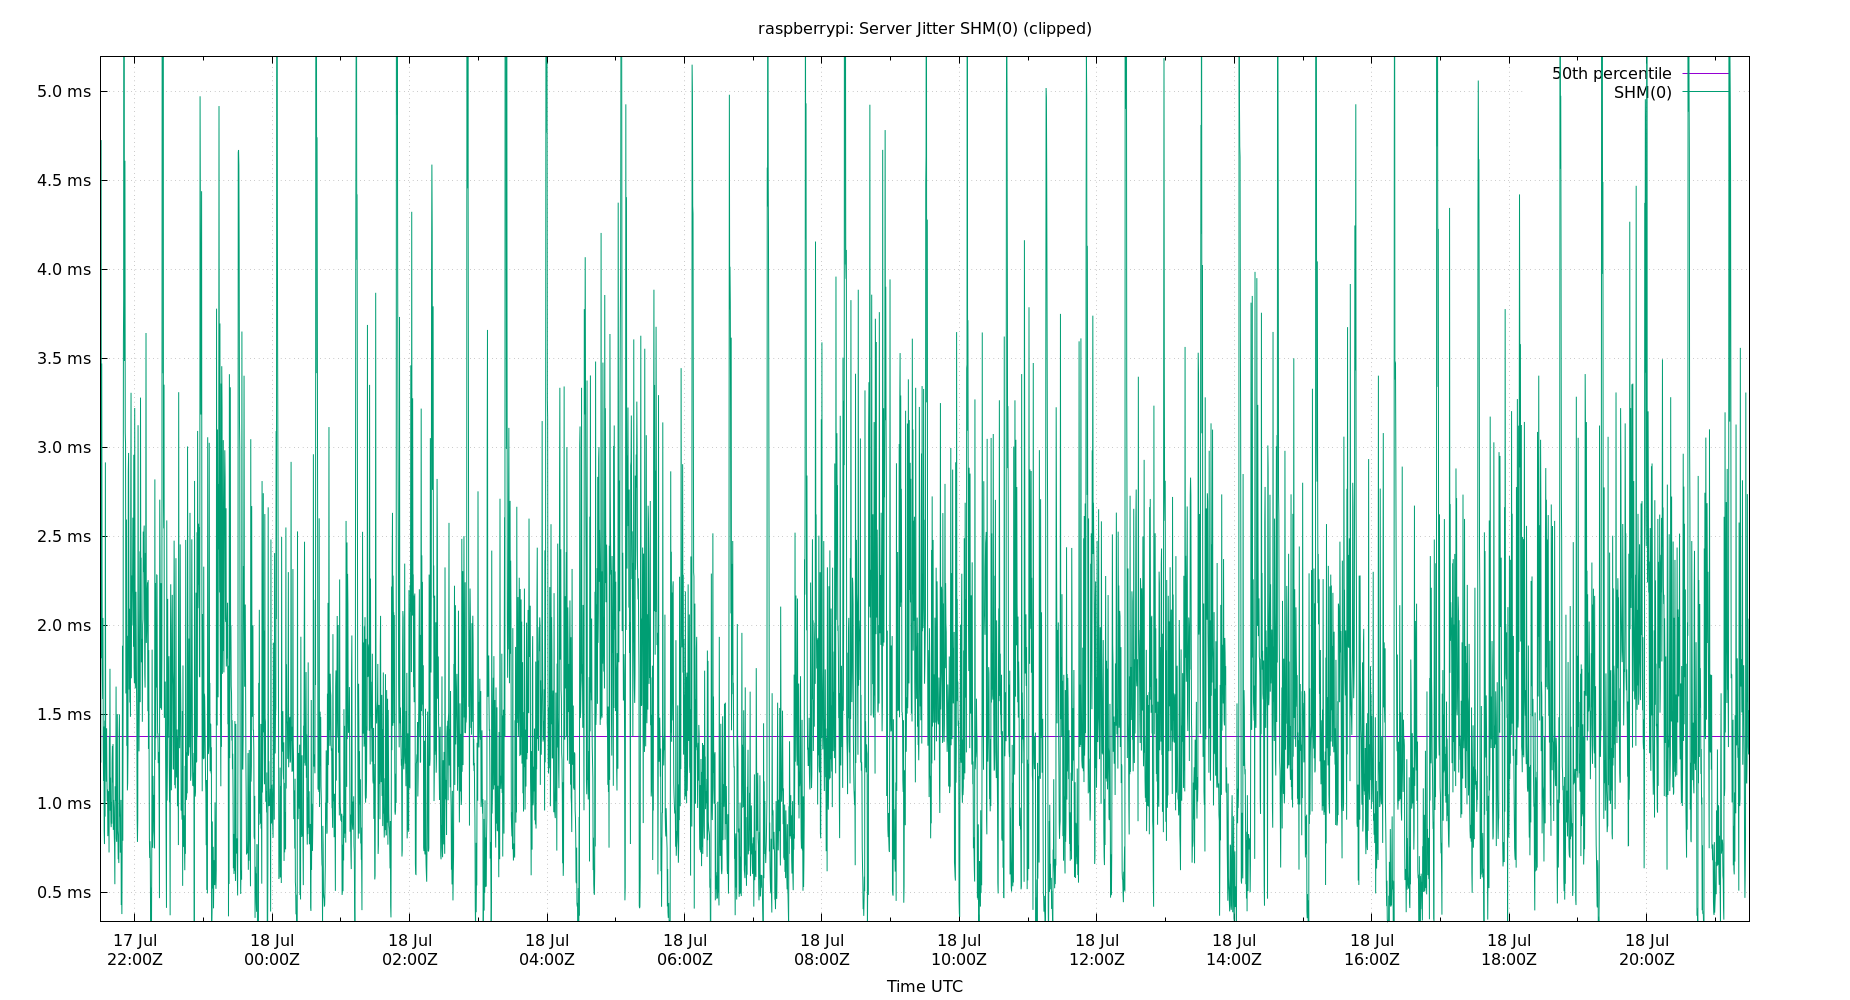 raspberrypi: Server Jitter SHM(0) (clipped)
50th percentile
SHM(0)
5.0 ms
4.5 ms
4.0 ms
3.5 ms
3.0 ms
2.5 ms
2.0 ms
1.5 ms
1.0 ms
0.5 ms
17 Jul 18 Jul 18 Jul 18 Jul 18 Jul 18 Jul 18 Jul 18 Jul 18 Jul 18 Jul 18 Jul 18 Jul
22:00Z 00:00Z 02:00Z 04:00Z 06:00Z 08:00Z 10:00Z 12:00Z 14:00Z 16:00Z 18:00Z 20:00Z
Time UTC